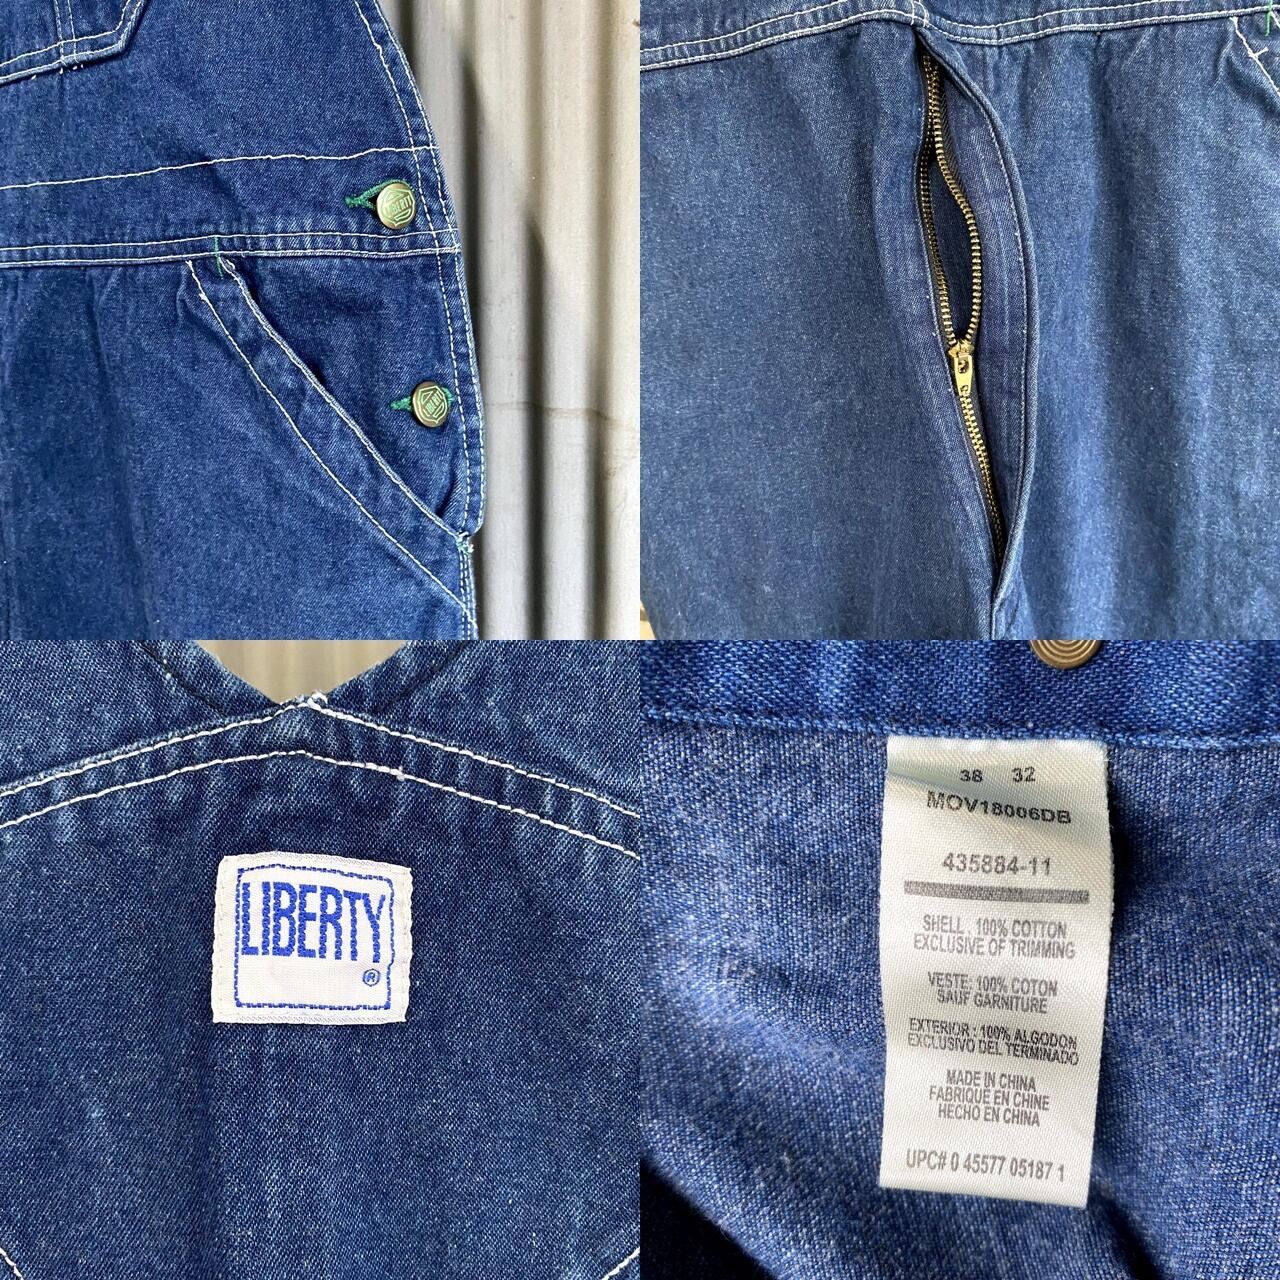 LIBERTY
LIBERTY
LIBERTY
®
38 32
MOV18006DB
435884-11
SHELL : 100% COTTON
EXCLUSIVE OF TRIMMING
VESTE: 100% COTON
SAUF GARNITURE
EXTERIOR : 100% ALGODON
EXCLUSIVO DEL TERMINADO
MADE IN CHINA
FABRIQUE EN CHINE
HECHO EN CHINA
UPC# 0 45577 05187 1